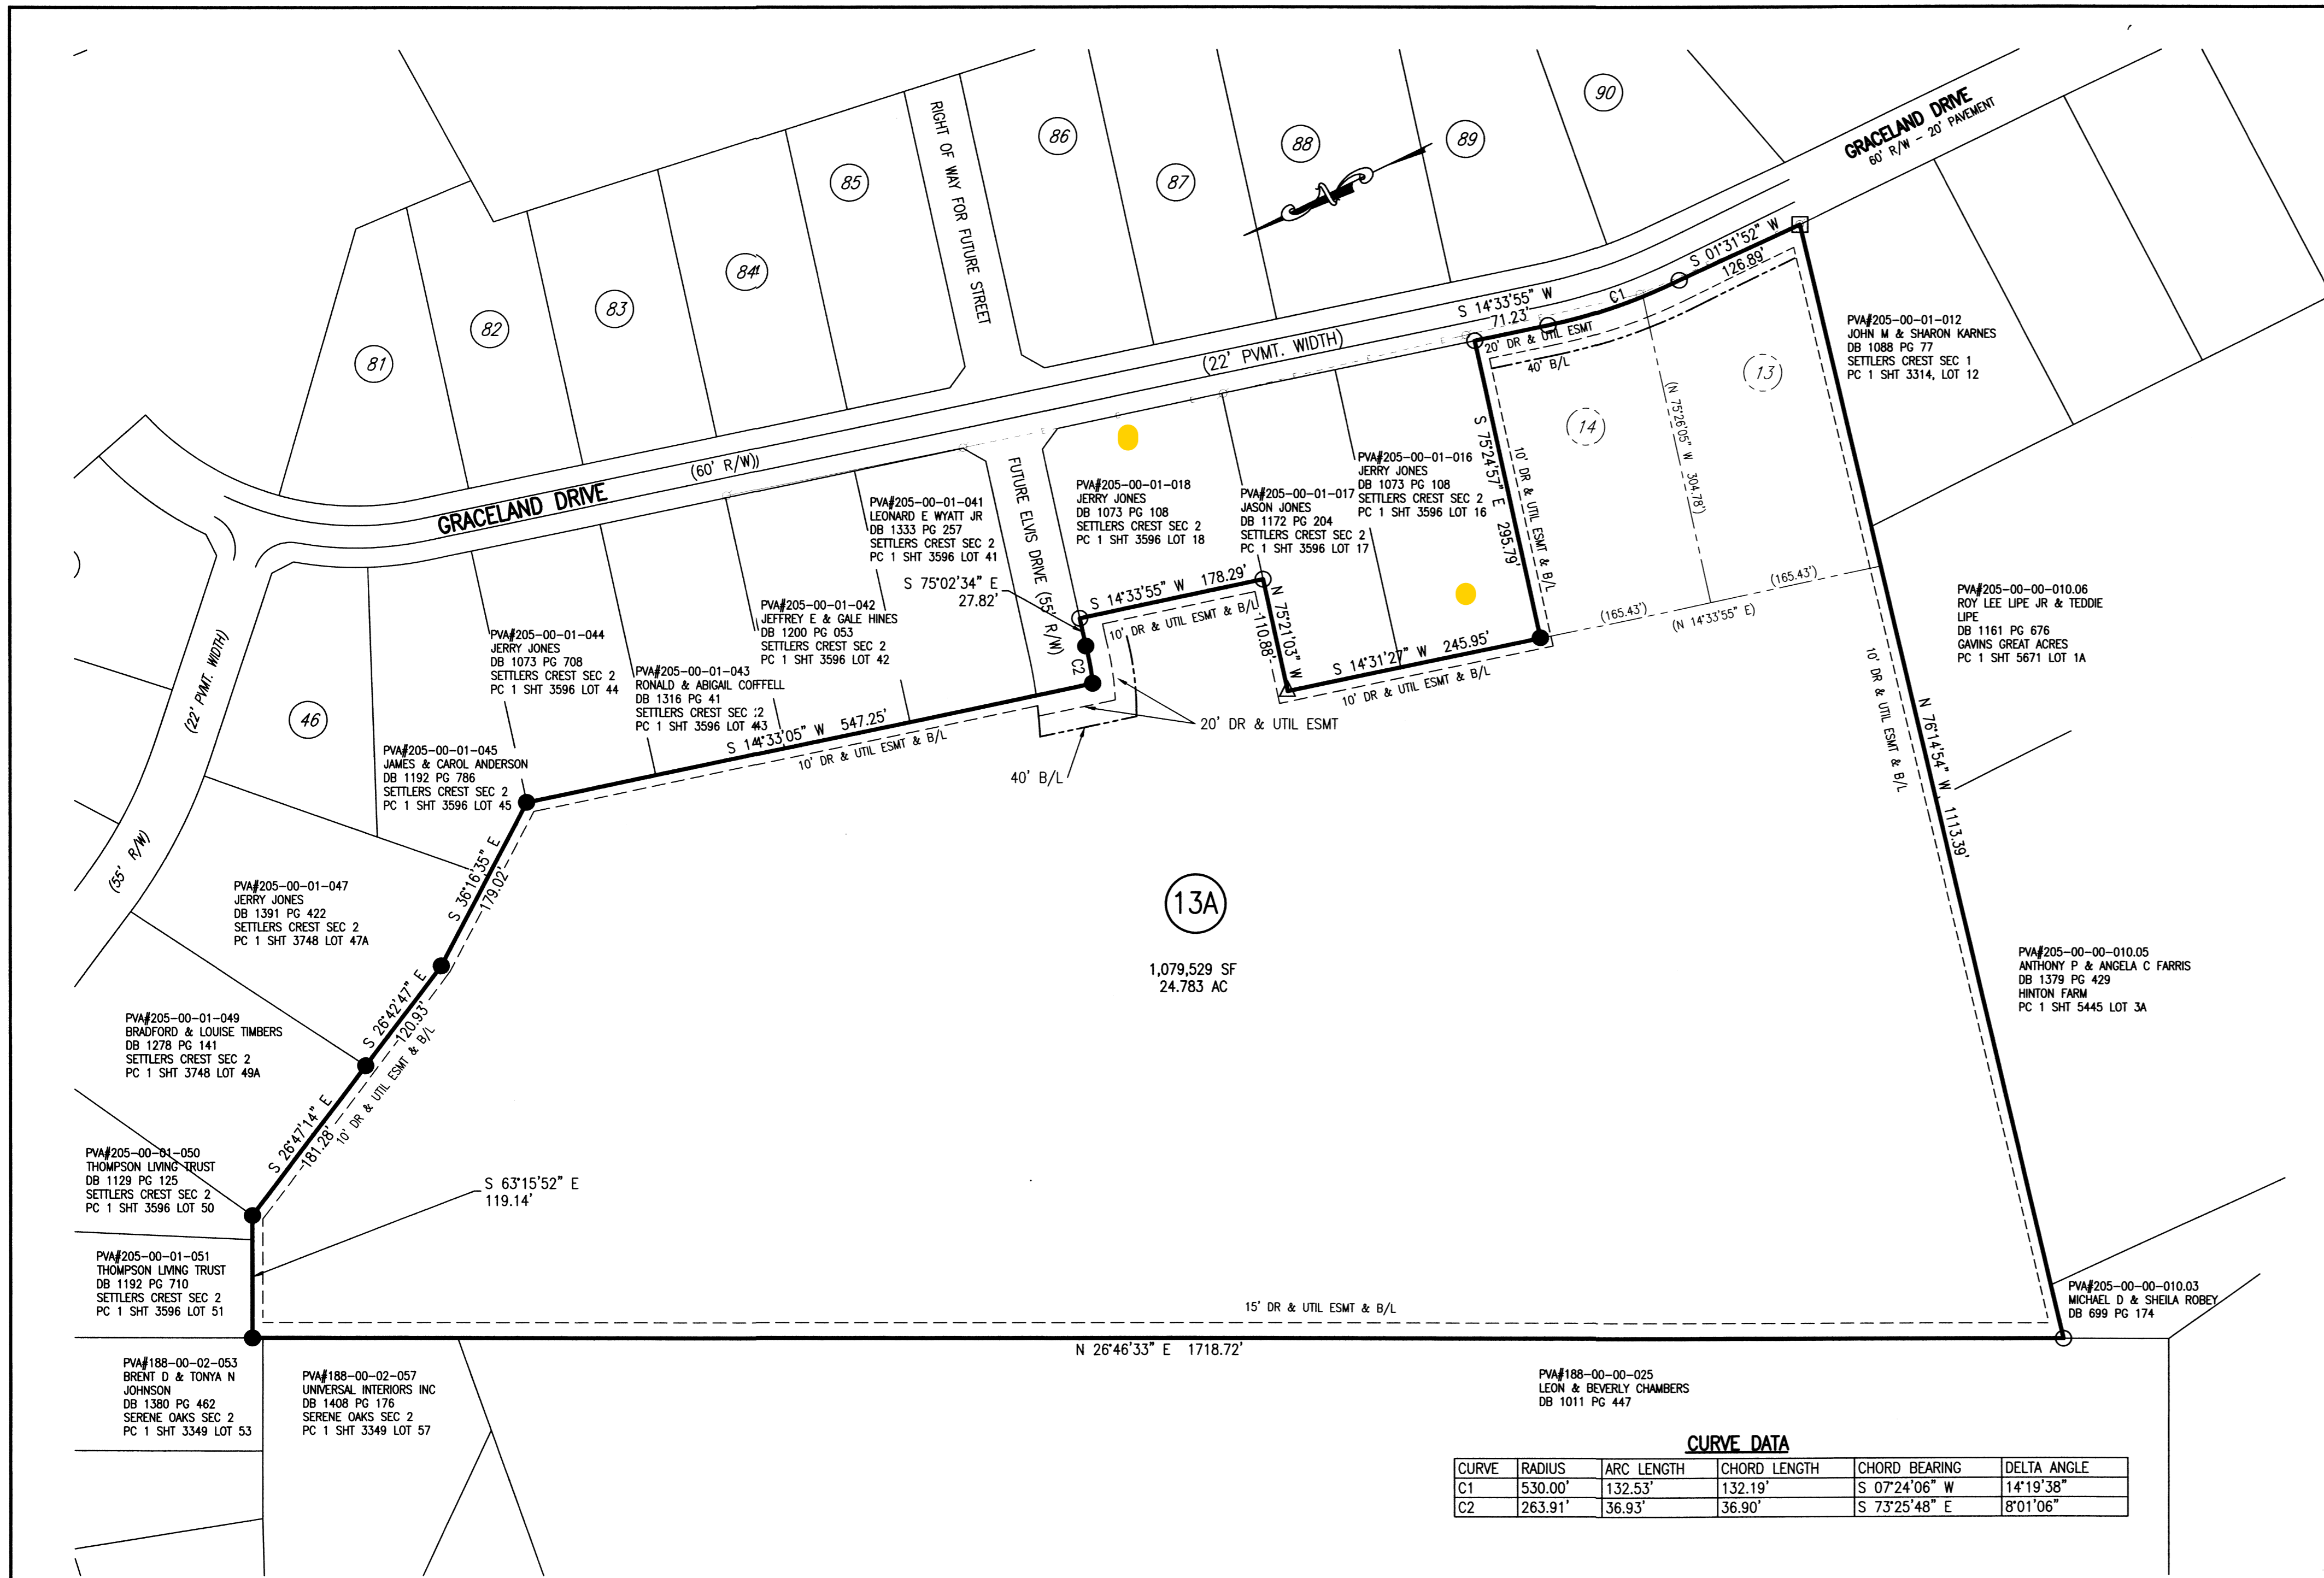 90
GRACELAND DRIVE
60' R/W - 20' PAVEMENT
86
89
88
87
85
RIGHT OF WAY FOR FUTURE STREET
84
83
82
81
S 01°31'52" W
126.89'
C1
S 14°33'55" W
71.23'
20' DR & UTIL ESMT
40' B/L
(22' PVMT. WIDTH)
(60' R/W))
GRACELAND DRIVE
13
14
(N 75°26'05" W 304.78')
S 75°24'57" E 295.79'
10' DR & UTIL ESMT & B/L
PVA#205-00-01-012
JOHN M & SHARON KARNES
DB 1088 PG 77
SETTLERS CREST SEC 1
PC 1 SHT 3314, LOT 12
PVA#205-00-01-016
JERRY JONES
DB 1073 PG 108
SETTLERS CREST SEC 2
PC 1 SHT 3596 LOT 16
PVA#205-00-01-017
JASON JONES
DB 1172 PG 204
SETTLERS CREST SEC 2
PC 1 SHT 3596 LOT 17
PVA#205-00-01-018
JERRY JONES
DB 1073 PG 108
SETTLERS CREST SEC 2
PC 1 SHT 3596 LOT 18
FUTURE ELVIS DRIVE (55' R/W)
PVA#205-00-01-041
LEONARD E WYATT JR
DB 1333 PG 257
SETTLERS CREST SEC 2
PC 1 SHT 3596 LOT 41
S 75°02'34" E
27.82'
S 14°33'55" W 178.29'
10' DR & UTIL ESMT & B/L
N 75°21'03" W
110.88'
C2
S 14°31'27" W 245.95'
10' DR & UTIL ESMT & B/L
(165.43')
(165.43')
(N 14°33'55" E)
PVA#205-00-01-042
JEFFREY E & GALE HINES
DB 1200 PG 053
SETTLERS CREST SEC 2
PC 1 SHT 3596 LOT 42
PVA#205-00-01-043
RONALD & ABIGAIL COFFELL
DB 1316 PG 41
SETTLERS CREST SEC 2
PC 1 SHT 3596 LOT 43
PVA#205-00-01-044
JERRY JONES
DB 1073 PG 708
SETTLERS CREST SEC 2
PC 1 SHT 3596 LOT 44
PVA#205-00-01-045
JAMES & CAROL ANDERSON
DB 1192 PG 786
SETTLERS CREST SEC 2
PC 1 SHT 3596 LOT 45
46
(22' PVMT. WIDTH)
(55' R/W)
S 14°33'05" W 547.25'
10' DR & UTIL ESMT & B/L
20' DR & UTIL ESMT
40' B/L
PVA#205-00-00-010.06
ROY LEE LIPE JR & TEDDIE
LIPE
DB 1161 PG 676
GAVINS GREAT ACRES
PC 1 SHT 5671 LOT 1A
10' DR & UTIL ESMT & B/L
N 76°14'54" W 1113.39'
S 36°16'35" E
179.02'
PVA#205-00-01-047
JERRY JONES
DB 1391 PG 422
SETTLERS CREST SEC 2
PC 1 SHT 3748 LOT 47A
13A
1,079,529 SF
24.783 AC
PVA#205-00-00-010.05
ANTHONY P & ANGELA C FARRIS
DB 1379 PG 429
HINTON FARM
PC 1 SHT 5445 LOT 3A
S 26°42'47" E
120.93'
10' DR & UTIL ESMT & B/L
PVA#205-00-01-049
BRADFORD & LOUISE TIMBERS
DB 1278 PG 141
SETTLERS CREST SEC 2
PC 1 SHT 3748 LOT 49A
S 26°47'14" E
181.28'
PVA#205-00-01-050
THOMPSON LIVING TRUST
DB 1129 PG 125
SETTLERS CREST SEC 2
PC 1 SHT 3596 LOT 50
S 63°15'52" E
119.14'
PVA#205-00-01-051
THOMPSON LIVING TRUST
DB 1192 PG 710
SETTLERS CREST SEC 2
PC 1 SHT 3596 LOT 51
15' DR & UTIL ESMT & B/L
N 26°46'33" E 1718.72'
PVA#205-00-00-010.03
MICHAEL D & SHEILA ROBEY
DB 699 PG 174
PVA#188-00-02-053
BRENT D & TONYA N
JOHNSON
DB 1380 PG 462
SERENE OAKS SEC 2
PC 1 SHT 3349 LOT 53
PVA#188-00-02-057
UNIVERSAL INTERIORS INC
DB 1408 PG 176
SERENE OAKS SEC 2
PC 1 SHT 3349 LOT 57
PVA#188-00-00-025
LEON & BEVERLY CHAMBERS
DB 1011 PG 447
CURVE DATA
CURVE RADIUS ARC LENGTH CHORD LENGTH CHORD BEARING DELTA ANGLE
C1 530.00' 132.53' 132.19' S 07°24'06" W 14°19'38"
C2 263.91' 36.93' 36.90' S 73°25'48" E 8°01'06"